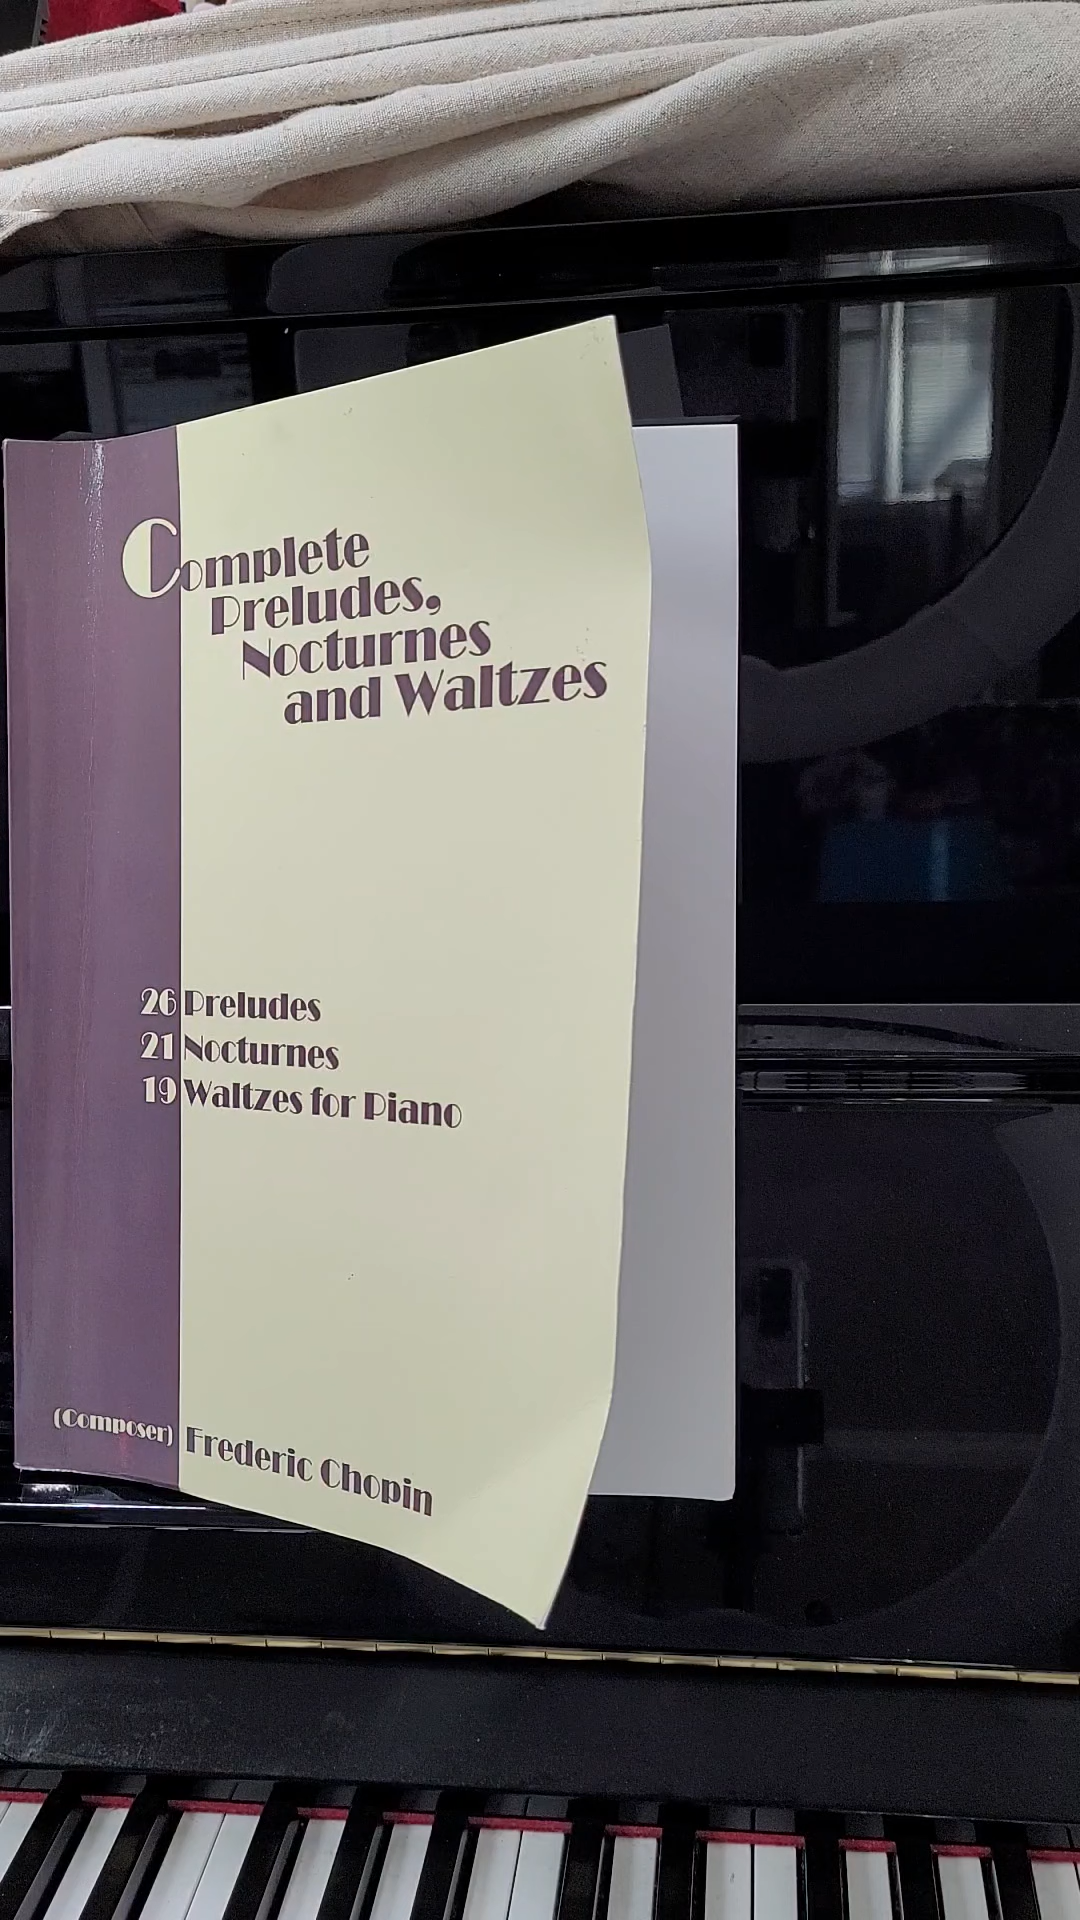 Complete
Preludes,
Nocturnes
and Waltzes
26 Preludes
21 Nocturnes
19 Waltzes for Piano
(Composer) Frederic Chopin